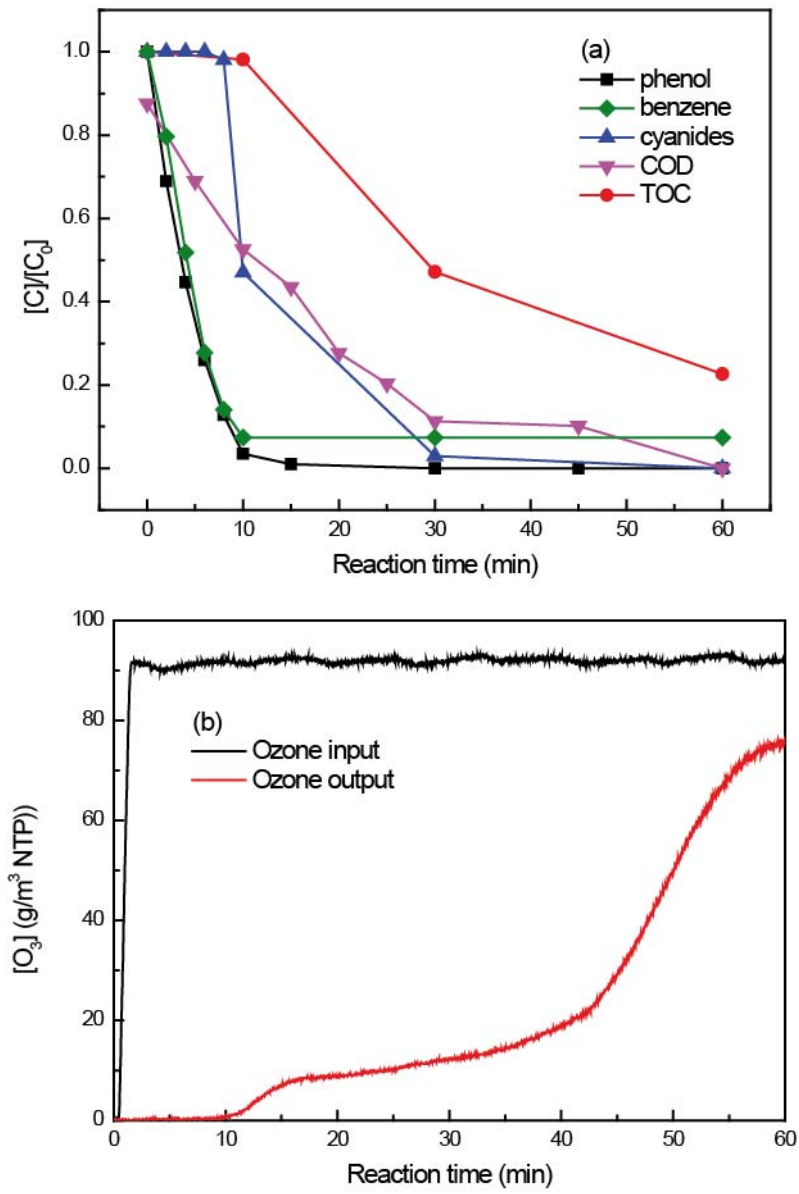 (a)
phenol
benzene
cyanides
COD
TOC
1.0
0.8
0.6
0.4
0.2
0.0
[C]/[C₀]
0 10 20 30 40 50 60
Reaction time (min)
100
80
60
40
20
0
[O₃] (g/m³ NTP))
(b)
Ozone input
Ozone output
0 10 20 30 40 50 60
Reaction time (min)